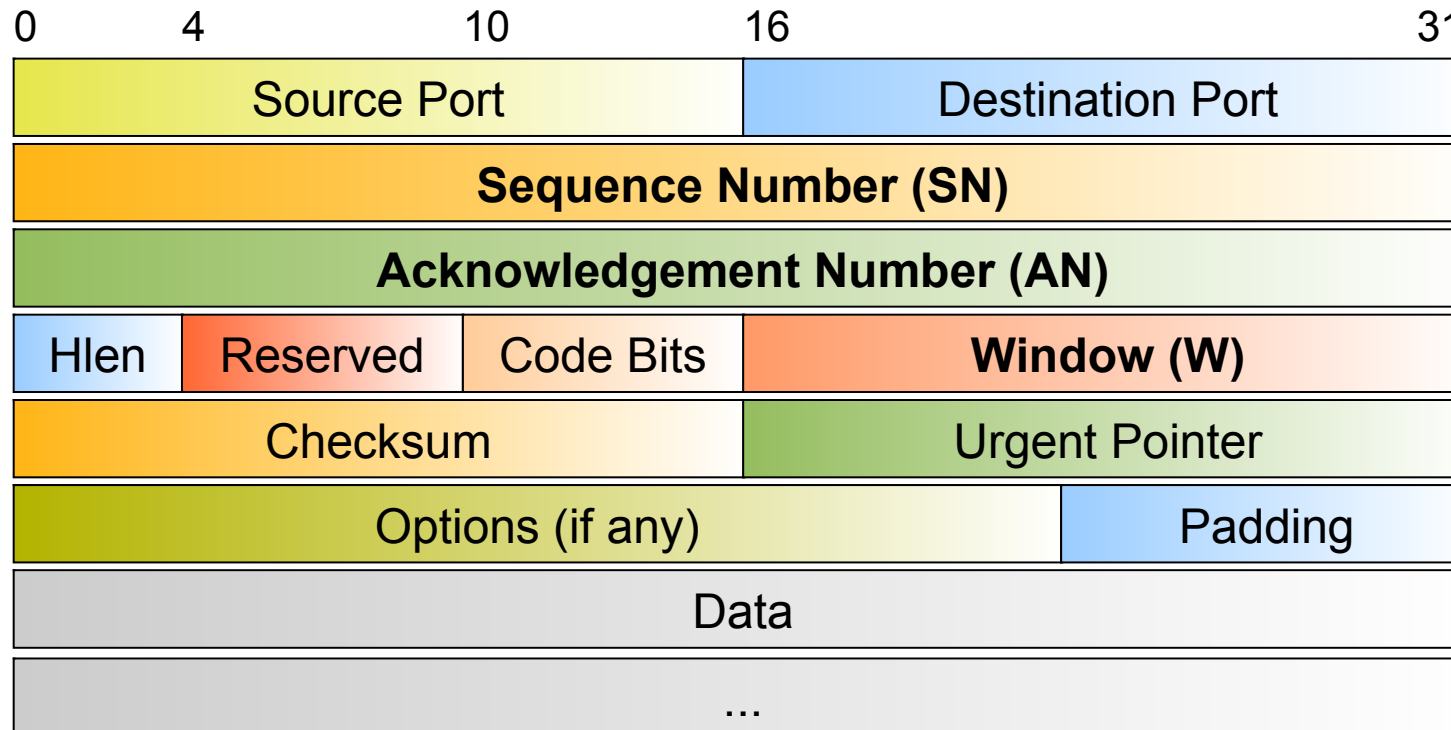 0 4 10 16 31
Source Port Destination Port
Sequence Number (SN)
Acknowledgement Number (AN)
Hlen Reserved Code Bits Window (W)
Checksum Urgent Pointer
Options (if any) Padding
Data
...